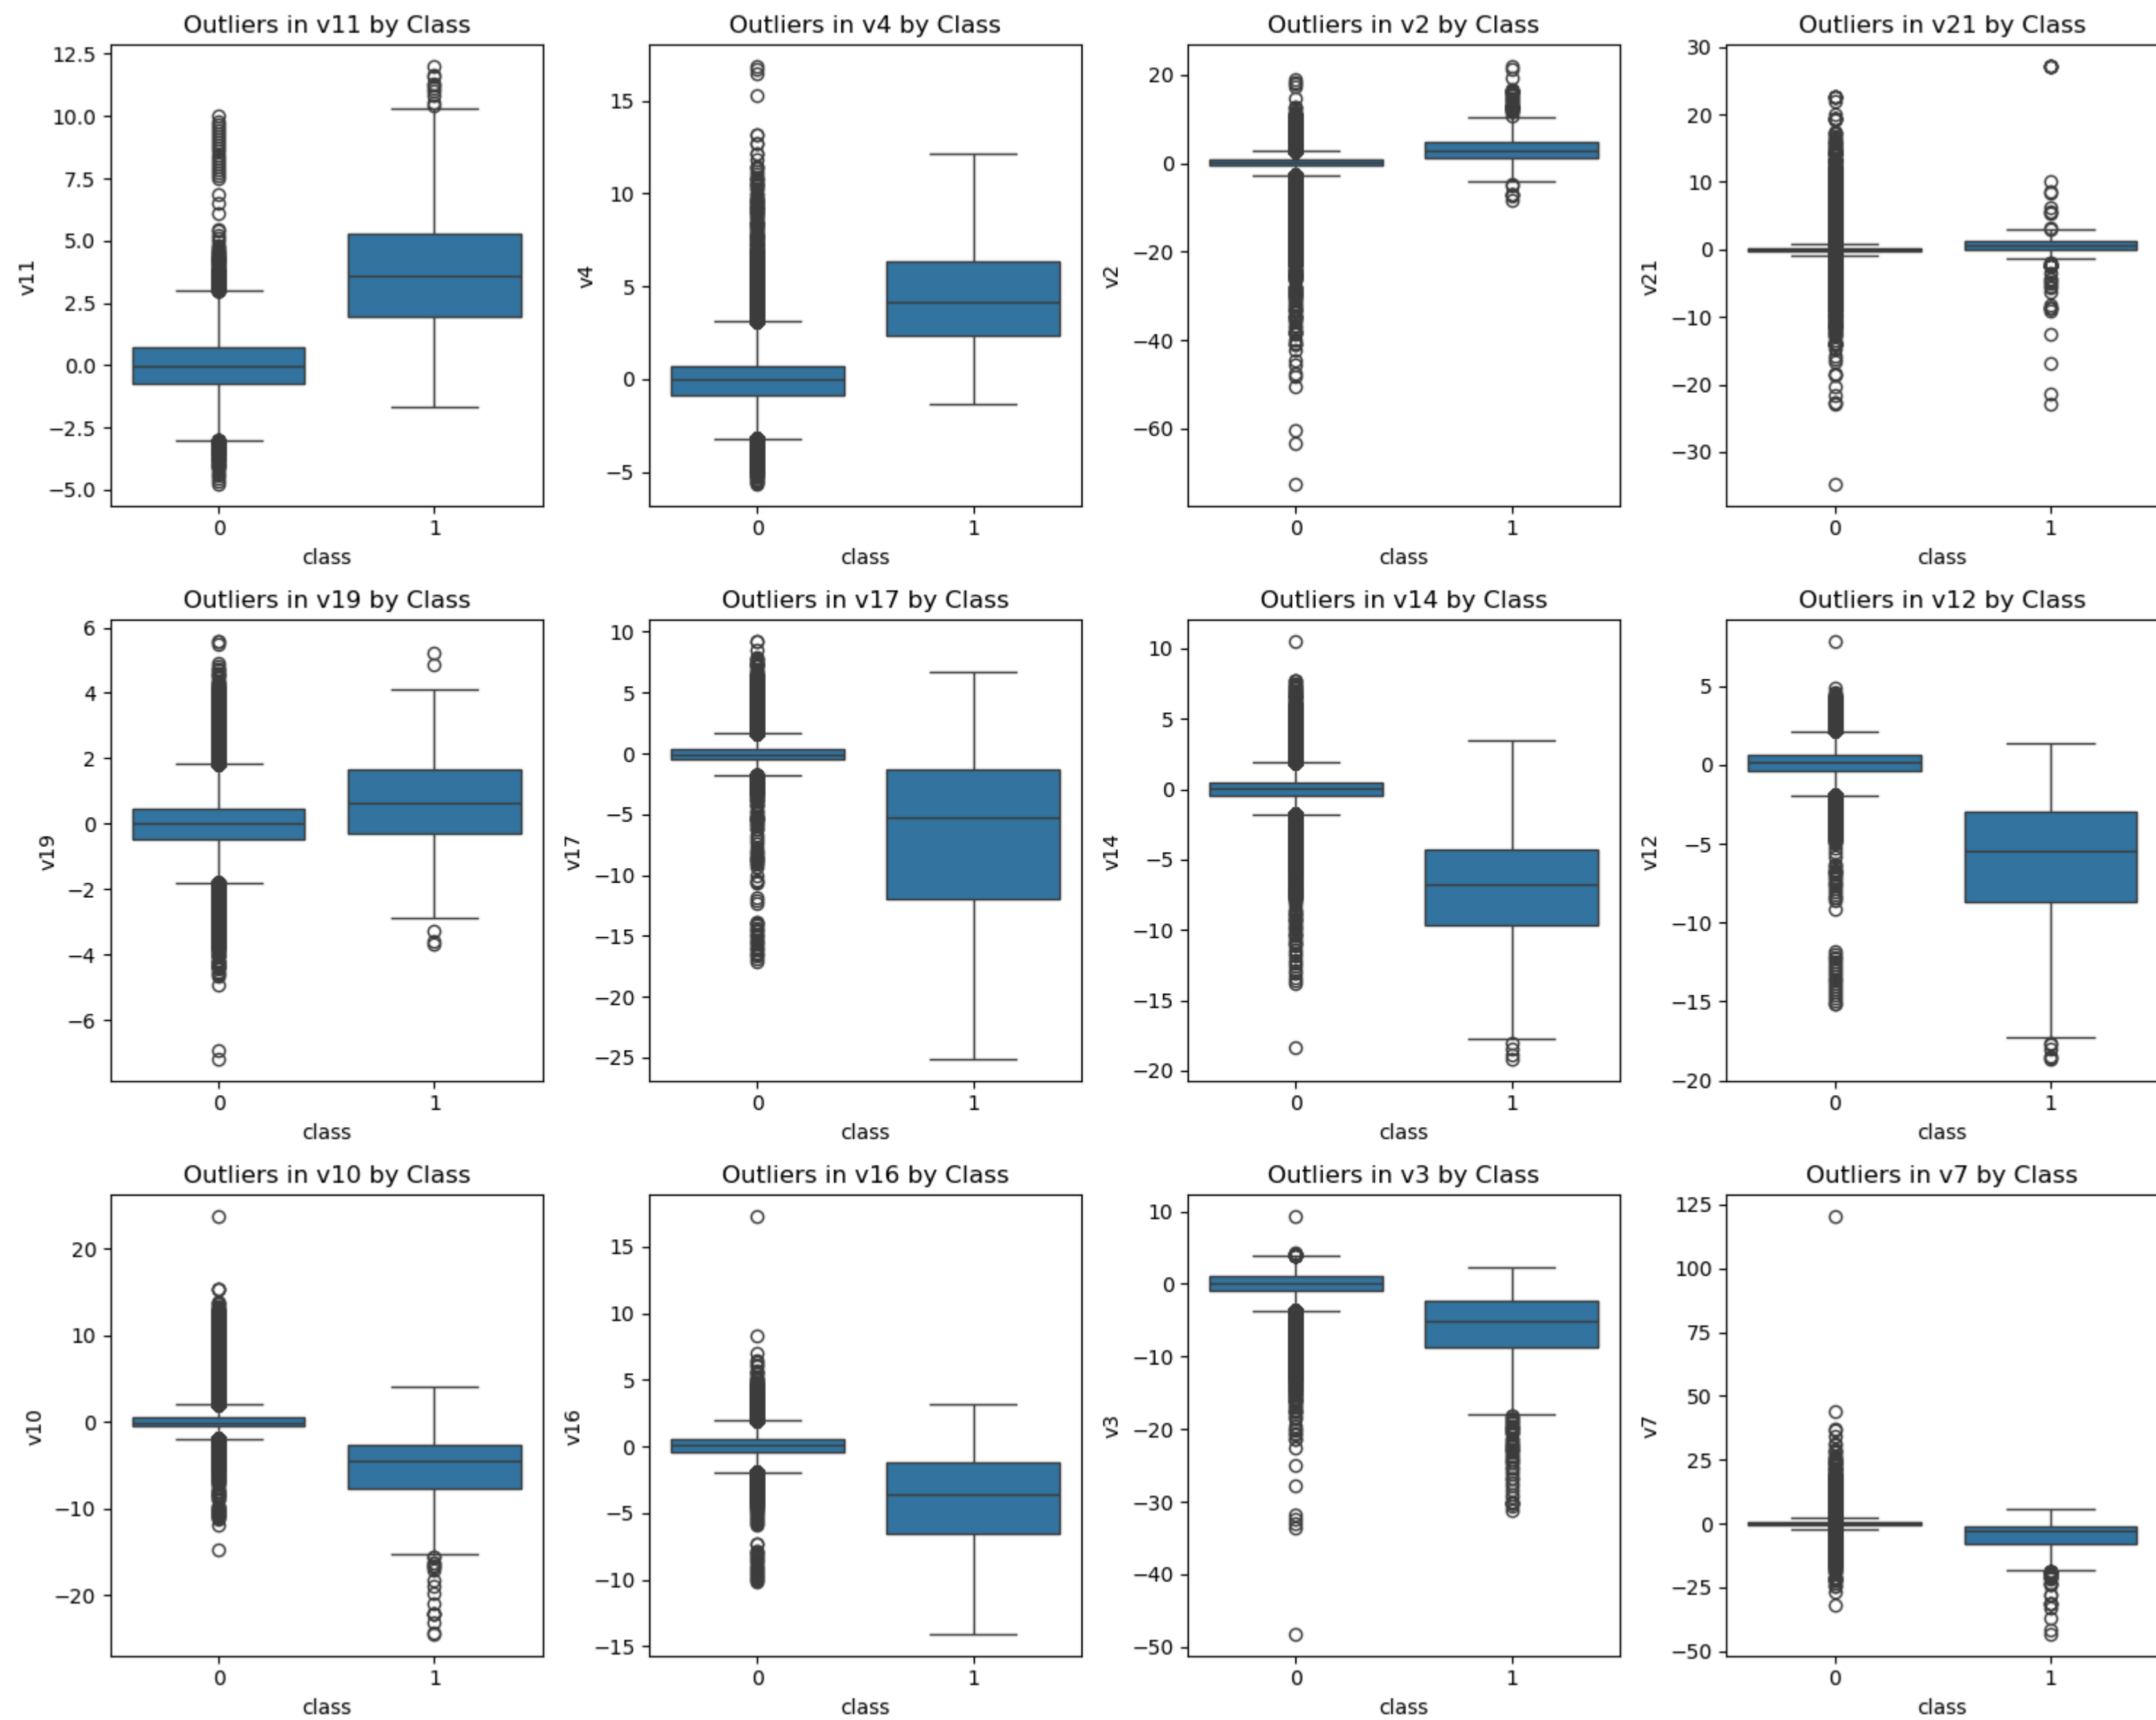 Outliers in v11 by Class
12.5
10.0
7.5
5.0
2.5
0.0
−2.5
−5.0
v11
0 1
class
Outliers in v4 by Class
15
10
5
0
−5
v4
0 1
class
Outliers in v2 by Class
20
0
−20
−40
−60
v2
0 1
class
Outliers in v21 by Class
30
20
10
0
−10
−20
−30
v21
0 1
class
Outliers in v19 by Class
6
4
2
0
−2
−4
−6
v19
0 1
class
Outliers in v17 by Class
10
5
0
−5
−10
−15
−20
−25
v17
0 1
class
Outliers in v14 by Class
10
5
0
−5
−10
−15
−20
v14
0 1
class
Outliers in v12 by Class
5
0
−5
−10
−15
−20
v12
0 1
class
Outliers in v10 by Class
20
10
0
−10
−20
v10
0 1
class
Outliers in v16 by Class
15
10
5
0
−5
−10
−15
v16
0 1
class
Outliers in v3 by Class
10
0
−10
−20
−30
−40
−50
v3
0 1
class
Outliers in v7 by Class
125
100
75
50
25
0
−25
−50
v7
0 1
class